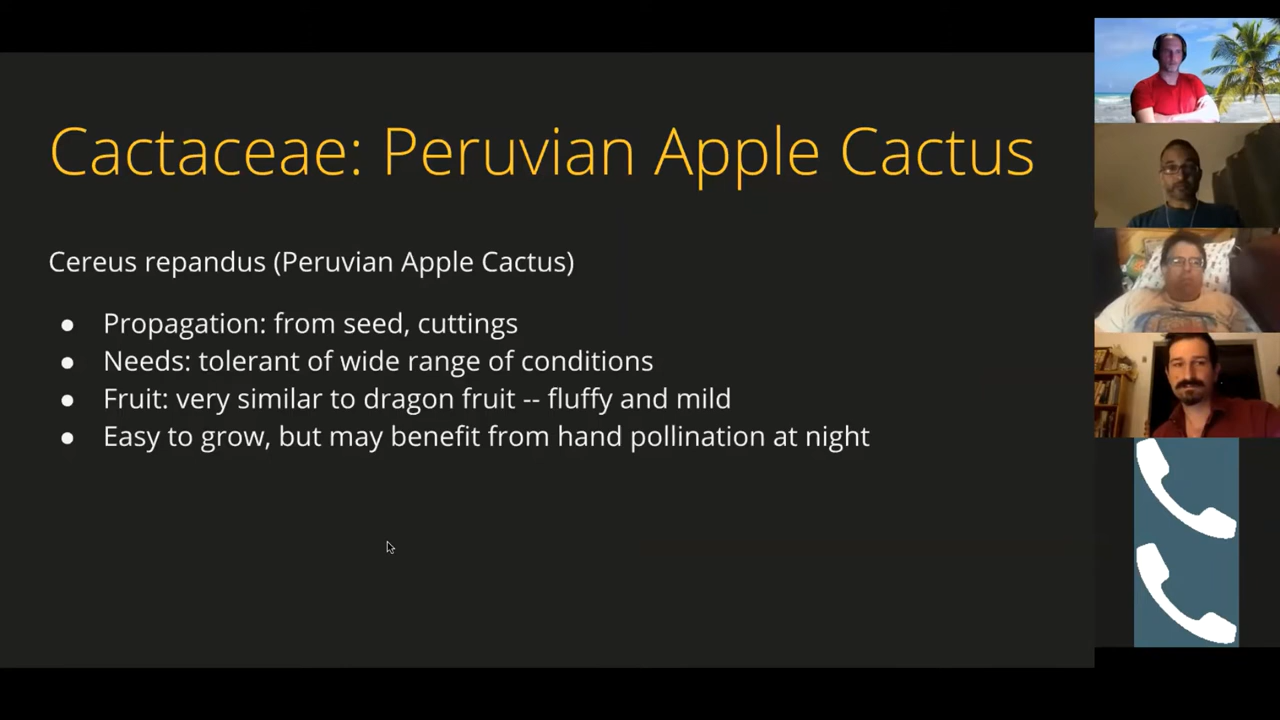 Cactaceae: Peruvian Apple Cactus
Cereus repandus (Peruvian Apple Cactus)
● Propagation: from seed, cuttings
● Needs: tolerant of wide range of conditions
● Fruit: very similar to dragon fruit -- fluffy and mild
● Easy to grow, but may benefit from hand pollination at night